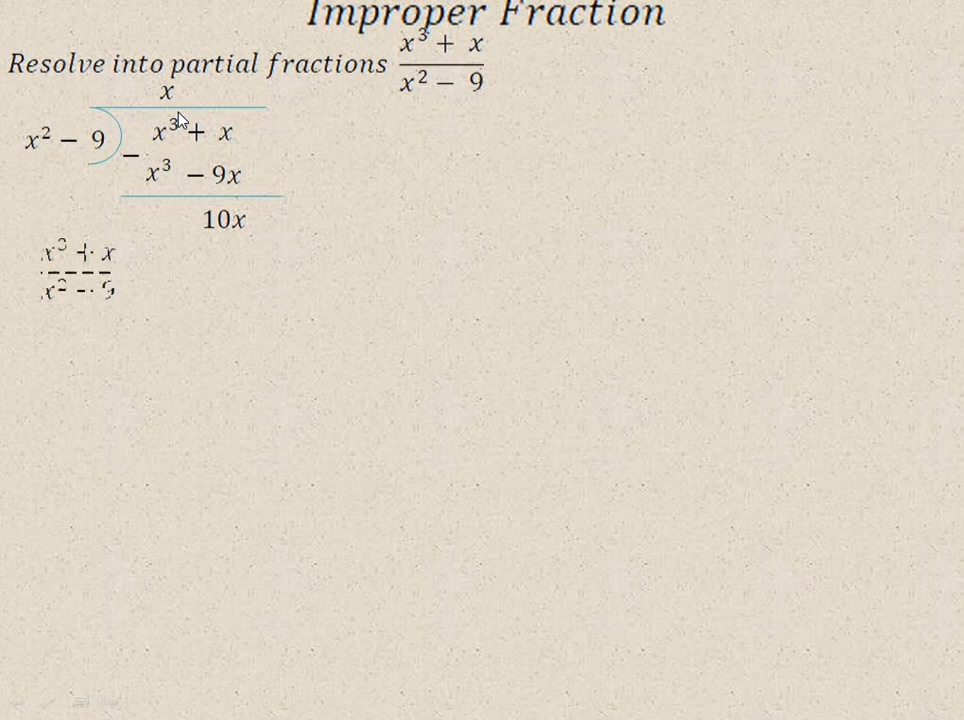 Improper Fraction
Resolve into partial fractions (x³ + x)/(x² − 9)
x
x² − 9 ) x³ + x
− x³ − 9x
10x
(x³ + x)/(x² − 9)